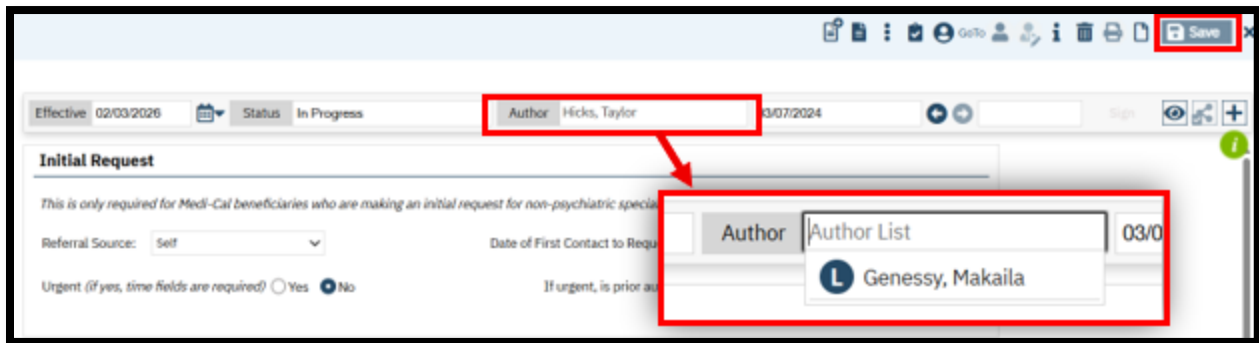 GoTo Save
Effective 02/03/2026 Status In Progress Author Hicks, Taylor 03/07/2024 Sign
Initial Request
This is only required for Medi-Cal beneficiaries who are making an initial request for non-psychiatric
Referral Source: Self Date of First Contact to
Author Author List 03/0
L Genessy, Makaila
Urgent (if yes, time fields are required) Yes No If urgent, is prior